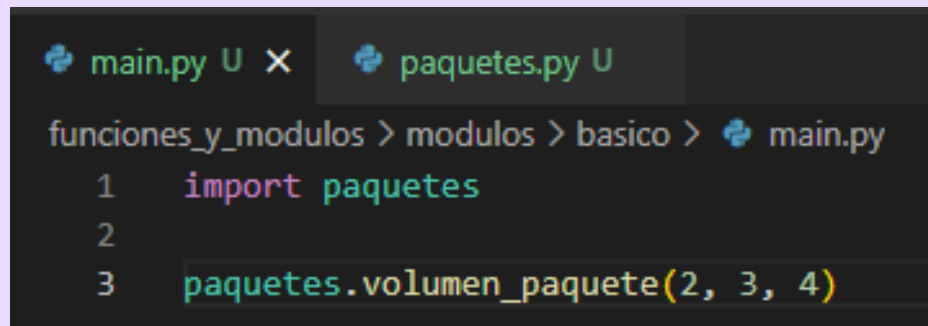 main.py U × paquetes.py U
funciones_y_modulos > modulos > basico > main.py
1 import paquetes
2
3 paquetes.volumen_paquete(2, 3, 4)